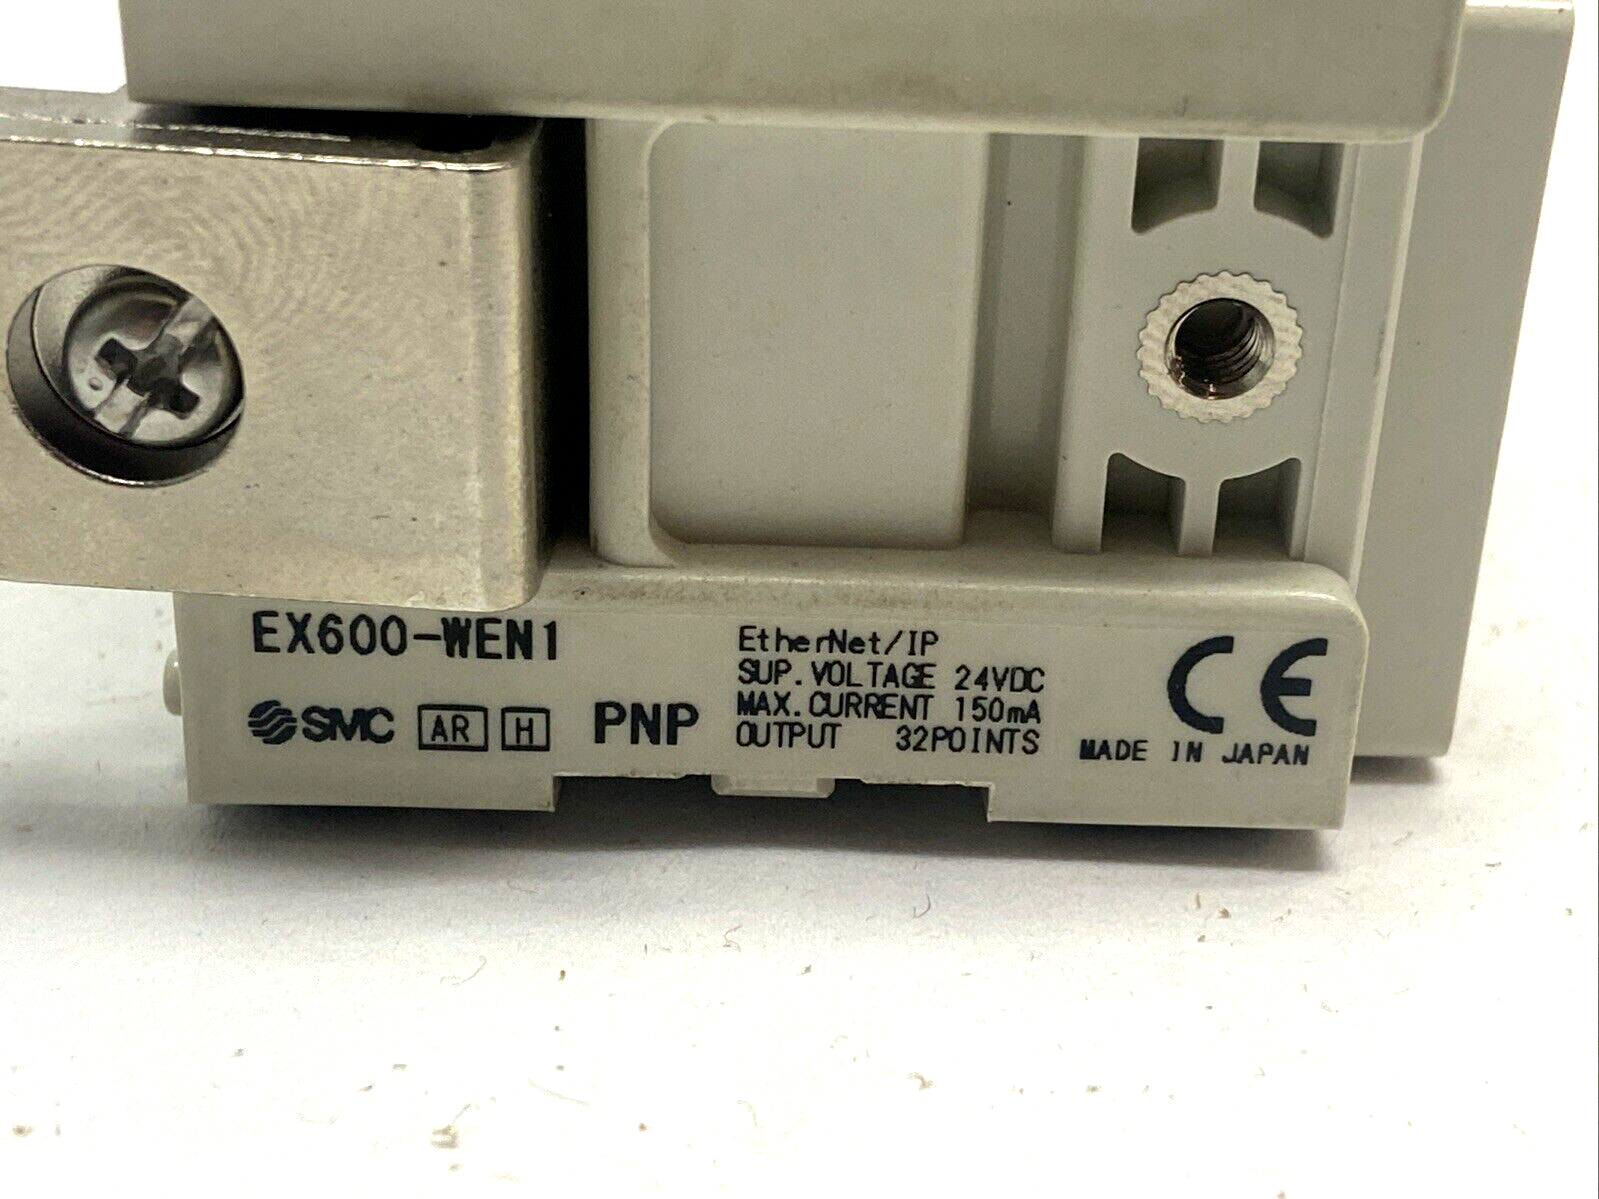 EX600-WEN1
SMC AR H PNP
EtherNet/IP
SUP.VOLTAGE 24VDC
MAX.CURRENT 150mA
OUTPUT 32POINTS
CE
MADE IN JAPAN